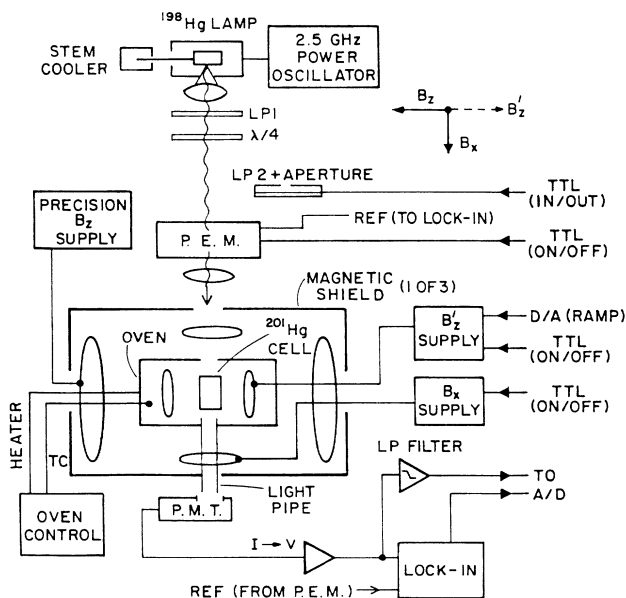 ¹⁹⁸Hg LAMP
STEM
COOLER
2.5 GHz
POWER
OSCILLATOR
LP1
λ/4
Bz
B'z
Bx
LP2 + APERTURE
TTL
(IN/OUT)
PRECISION
Bz
SUPPLY
P.E.M.
REF (TO LOCK-IN)
TTL
(ON/OFF)
MAGNETIC
SHIELD (1 OF 3)
OVEN
²⁰¹Hg
CELL
B'z
SUPPLY
D/A (RAMP)
TTL
(ON/OFF)
Bx
SUPPLY
TTL
(ON/OFF)
HEATER
TC
OVEN
CONTROL
LIGHT
PIPE
P.M.T.
LP FILTER
TO
A/D
I → V
LOCK-IN
REF (FROM P.E.M.)